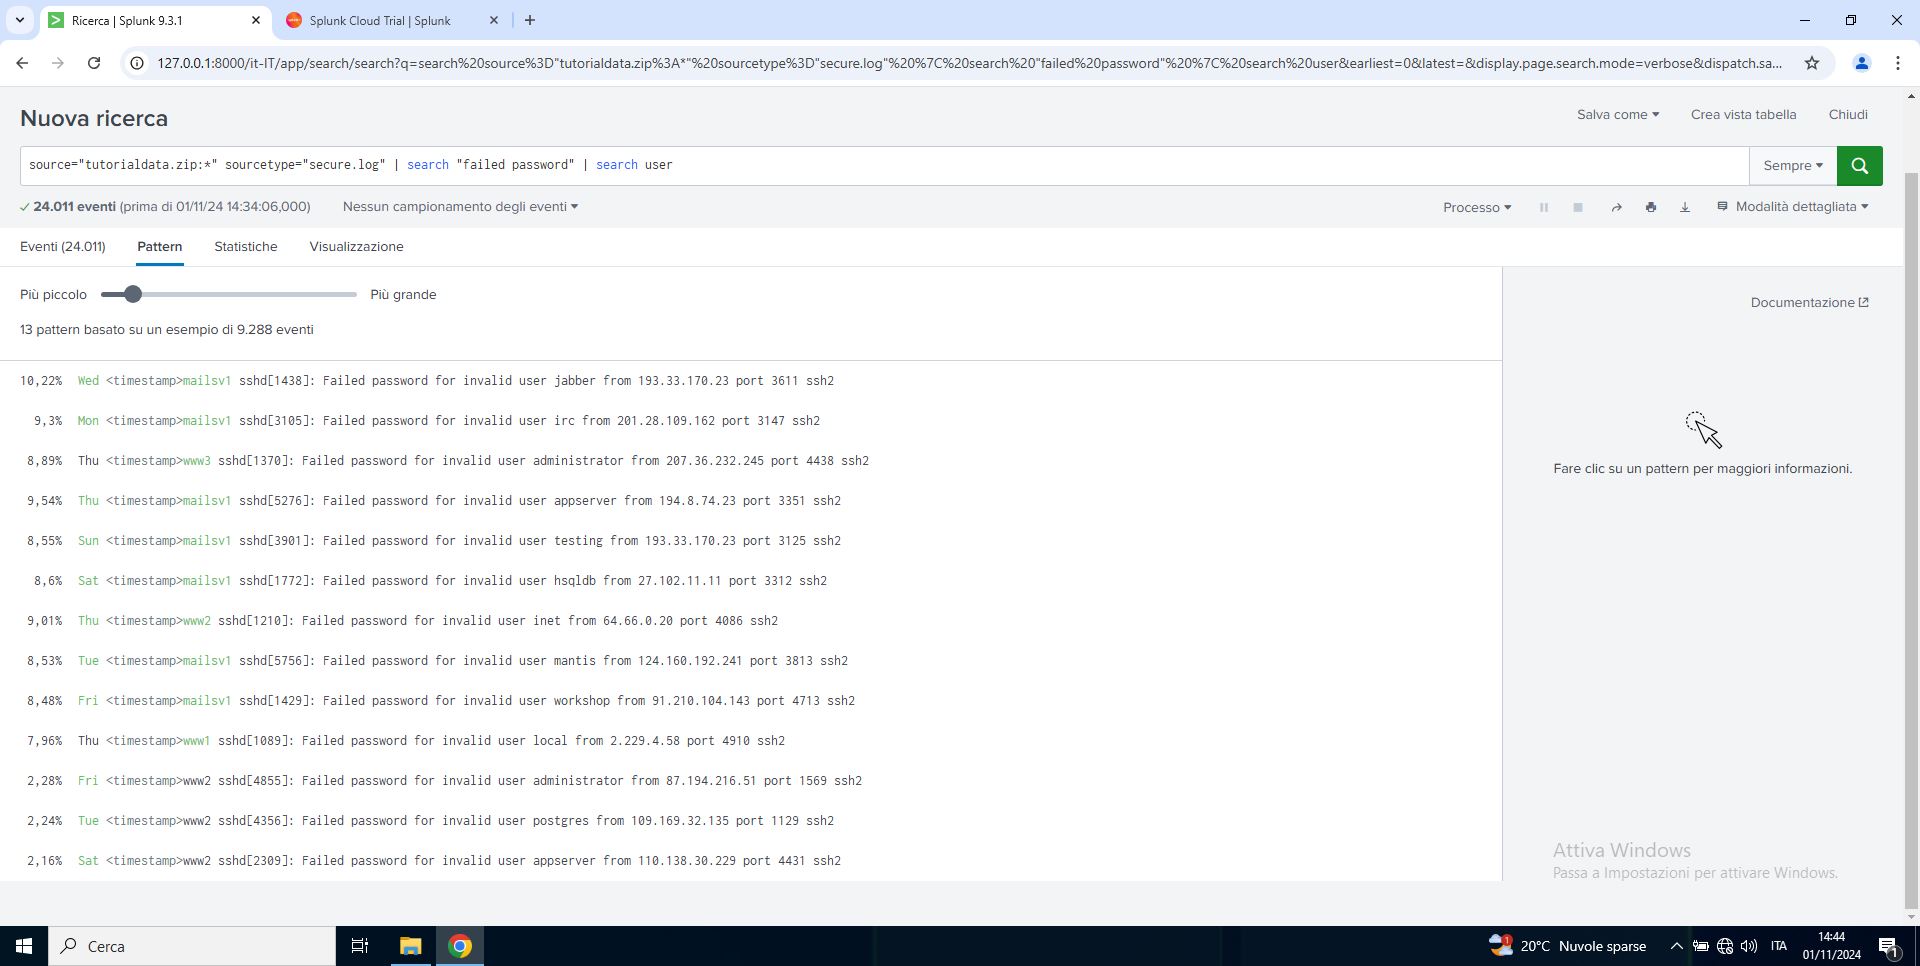 Ricerca | Splunk 9.3.1
Splunk Cloud Trial | Splunk
127.0.0.1:8000/it-IT/app/search/search?q=search%20source%3D"tutorialdata.zip%3A*"%20sourcetype%3D"secure.log"%20%7C%20search%20"failed%20password"%20%7C%20search%20user&earliest=0&latest=&display.page.search.mode=verbose&dispatch.sa...
Nuova ricerca
Salva come
Crea vista tabella
Chiudi
source="tutorialdata.zip:*" sourcetype="secure.log" | search "failed password" | search user
Sempre
24.011 eventi (prima di 01/11/24 14:34:06,000)
Nessun campionamento degli eventi
Processo
Modalità dettagliata
Eventi (24.011)
Pattern
Statistiche
Visualizzazione
Più piccolo
Più grande
Documentazione
13 pattern basato su un esempio di 9.288 eventi
10,22% Wed <timestamp>mailsv1 sshd[1438]: Failed password for invalid user jabber from 193.33.170.23 port 3611 ssh2
9,3% Mon <timestamp>mailsv1 sshd[3105]: Failed password for invalid user irc from 201.28.109.162 port 3147 ssh2
8,89% Thu <timestamp>www3 sshd[1370]: Failed password for invalid user administrator from 207.36.232.245 port 4438 ssh2
9,54% Thu <timestamp>mailsv1 sshd[5276]: Failed password for invalid user appserver from 194.8.74.23 port 3351 ssh2
8,55% Sun <timestamp>mailsv1 sshd[3901]: Failed password for invalid user testing from 193.33.170.23 port 3125 ssh2
8,6% Sat <timestamp>mailsv1 sshd[1772]: Failed password for invalid user hsqldb from 27.102.11.11 port 3312 ssh2
9,01% Thu <timestamp>www2 sshd[1210]: Failed password for invalid user inet from 64.66.0.20 port 4086 ssh2
8,53% Tue <timestamp>mailsv1 sshd[5756]: Failed password for invalid user mantis from 124.160.192.241 port 3813 ssh2
8,48% Fri <timestamp>mailsv1 sshd[1429]: Failed password for invalid user workshop from 91.210.104.143 port 4713 ssh2
7,96% Thu <timestamp>www1 sshd[1089]: Failed password for invalid user local from 2.229.4.58 port 4910 ssh2
2,28% Fri <timestamp>www2 sshd[4855]: Failed password for invalid user administrator from 87.194.216.51 port 1569 ssh2
2,24% Tue <timestamp>www2 sshd[4356]: Failed password for invalid user postgres from 109.169.32.135 port 1129 ssh2
2,16% Sat <timestamp>www2 sshd[2309]: Failed password for invalid user appserver from 110.138.30.229 port 4431 ssh2
Fare clic su un pattern per maggiori informazioni.
Attiva Windows
Passa a Impostazioni per attivare Windows.
Cerca
1
20°C Nuvole sparse
ITA
14:44
01/11/2024
1